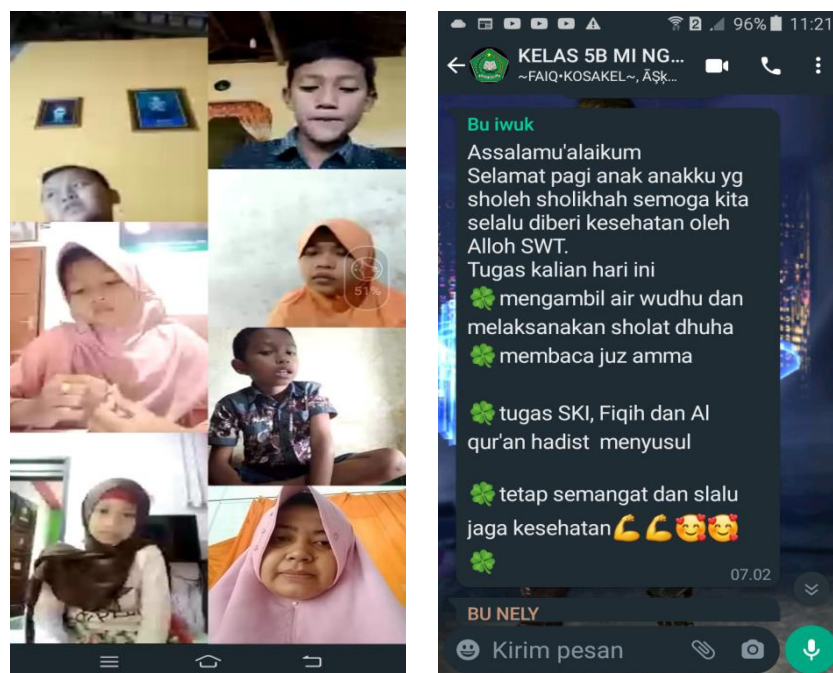 51%
2
96%
11:21
KELAS 5B MI NG...
~FAIQ•KOSAKEL~, ÃŞķ...
Bu iwuk
Assalamu'alaikum
Selamat pagi anak anakku yg
sholeh sholikhah semoga kita
selalu diberi kesehatan oleh
Alloh SWT.
Tugas kalian hari ini
🍀 mengambil air wudhu dan
melaksanakan sholat dhuha
🍀 membaca juz amma
🍀 tugas SKI, Fiqih dan Al
qur'an hadist menyusul
🍀 tetap semangat dan slalu
jaga kesehatan💪💪🥰🥰
🍀
07.02
BU NELY
Kirim pesan